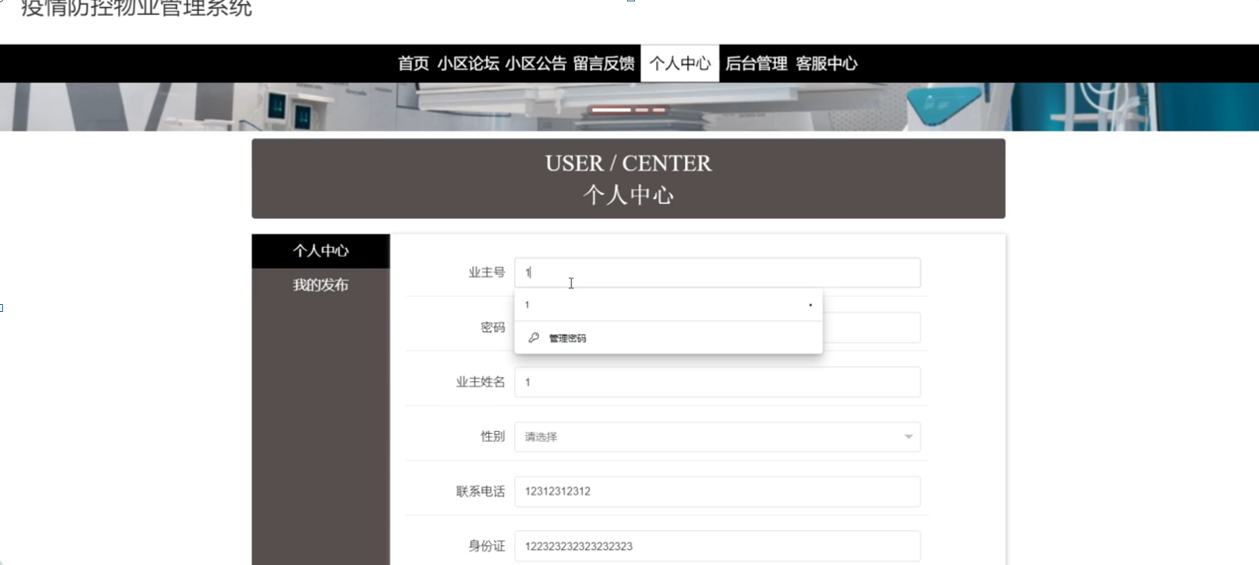 疫情防控物业管理系统
首页 小区论坛 小区公告 留言反馈 个人中心 后台管理 客服中心
USER / CENTER
个人中心
个人中心
我的发布
业主号 1
1
密码
管理密码
业主姓名 1
性别 请选择
联系电话 12312312312
身份证 122323232323232323